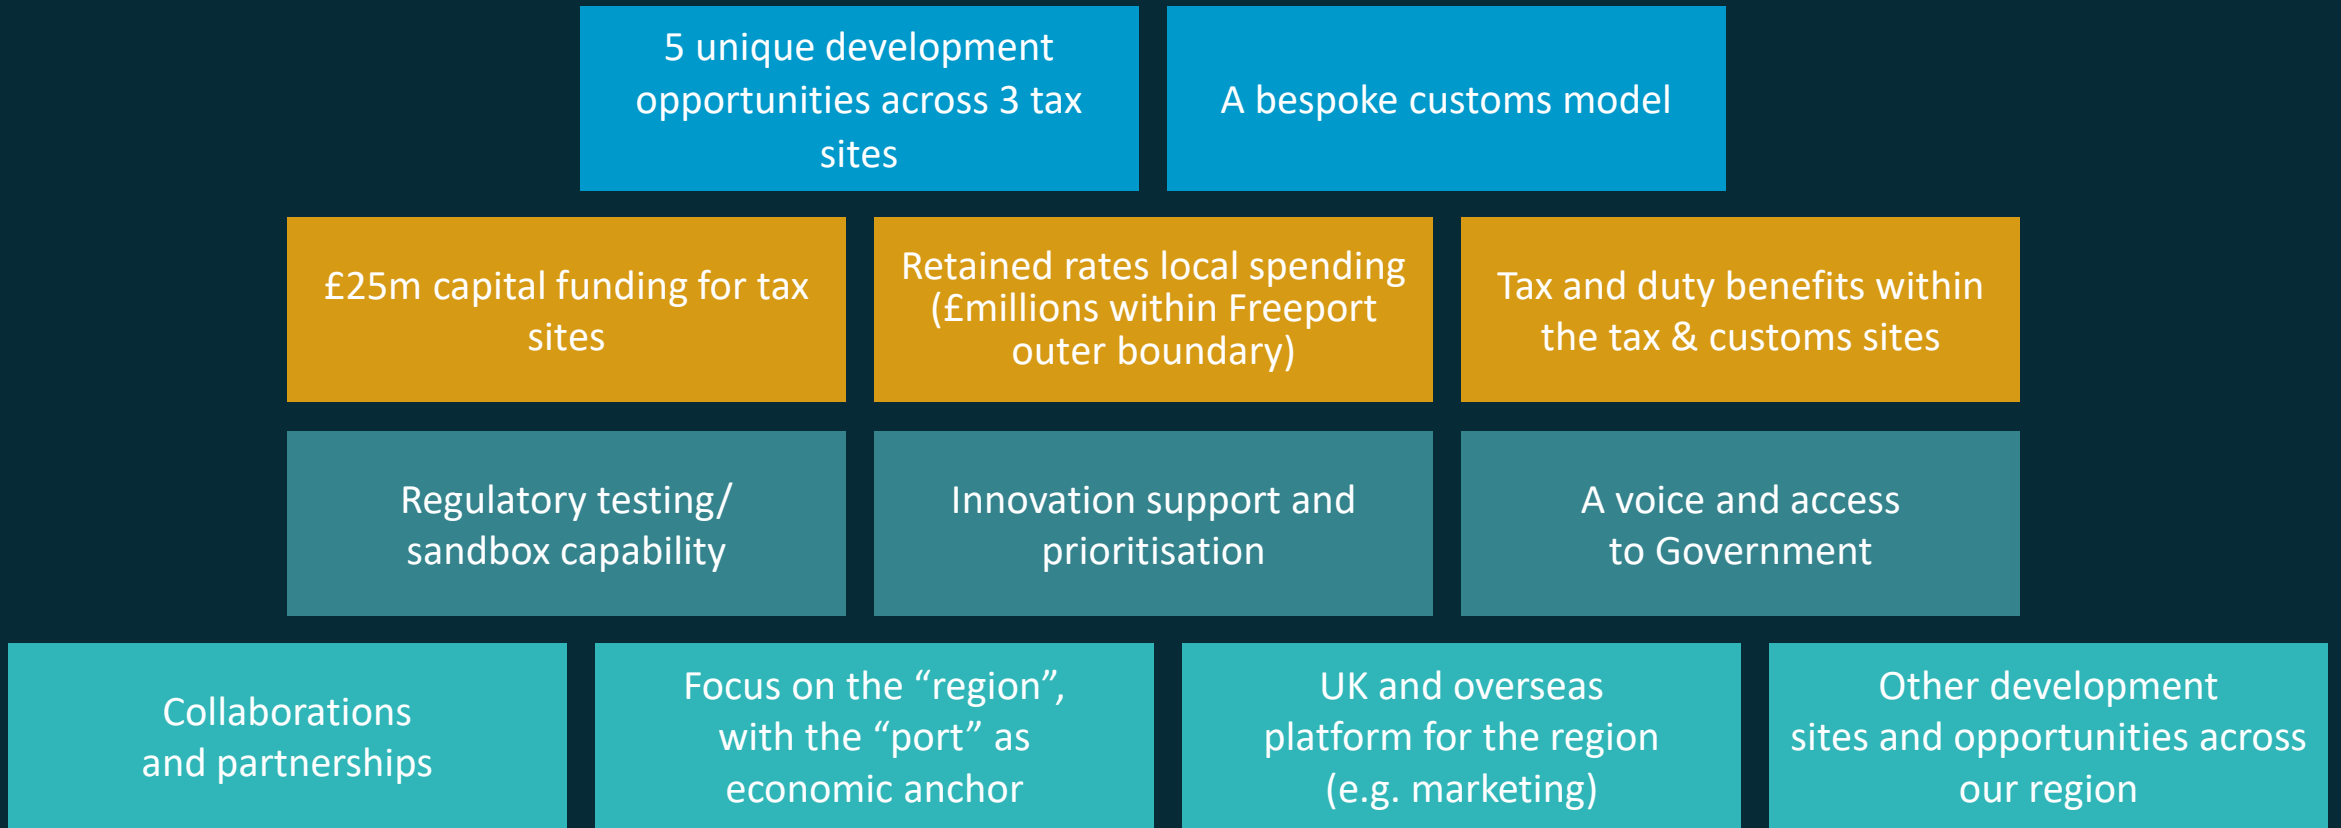 5 unique development
opportunities across 3 tax
sites
A bespoke customs model
£25m capital funding for tax
sites
Retained rates local spending
(£millions within Freeport
outer boundary)
Tax and duty benefits within
the tax & customs sites
Regulatory testing/
sandbox capability
Innovation support and
prioritisation
A voice and access
to Government
Collaborations
and partnerships
Focus on the “region”,
with the “port” as
economic anchor
UK and overseas
platform for the region
(e.g. marketing)
Other development
sites and opportunities across
our region